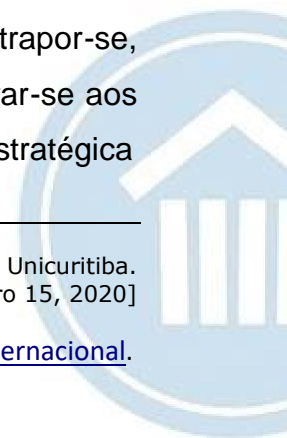 trapor-se,
ar-se aos
stratégica
Unicuritiba.
ro 15, 2020]
ernacional.